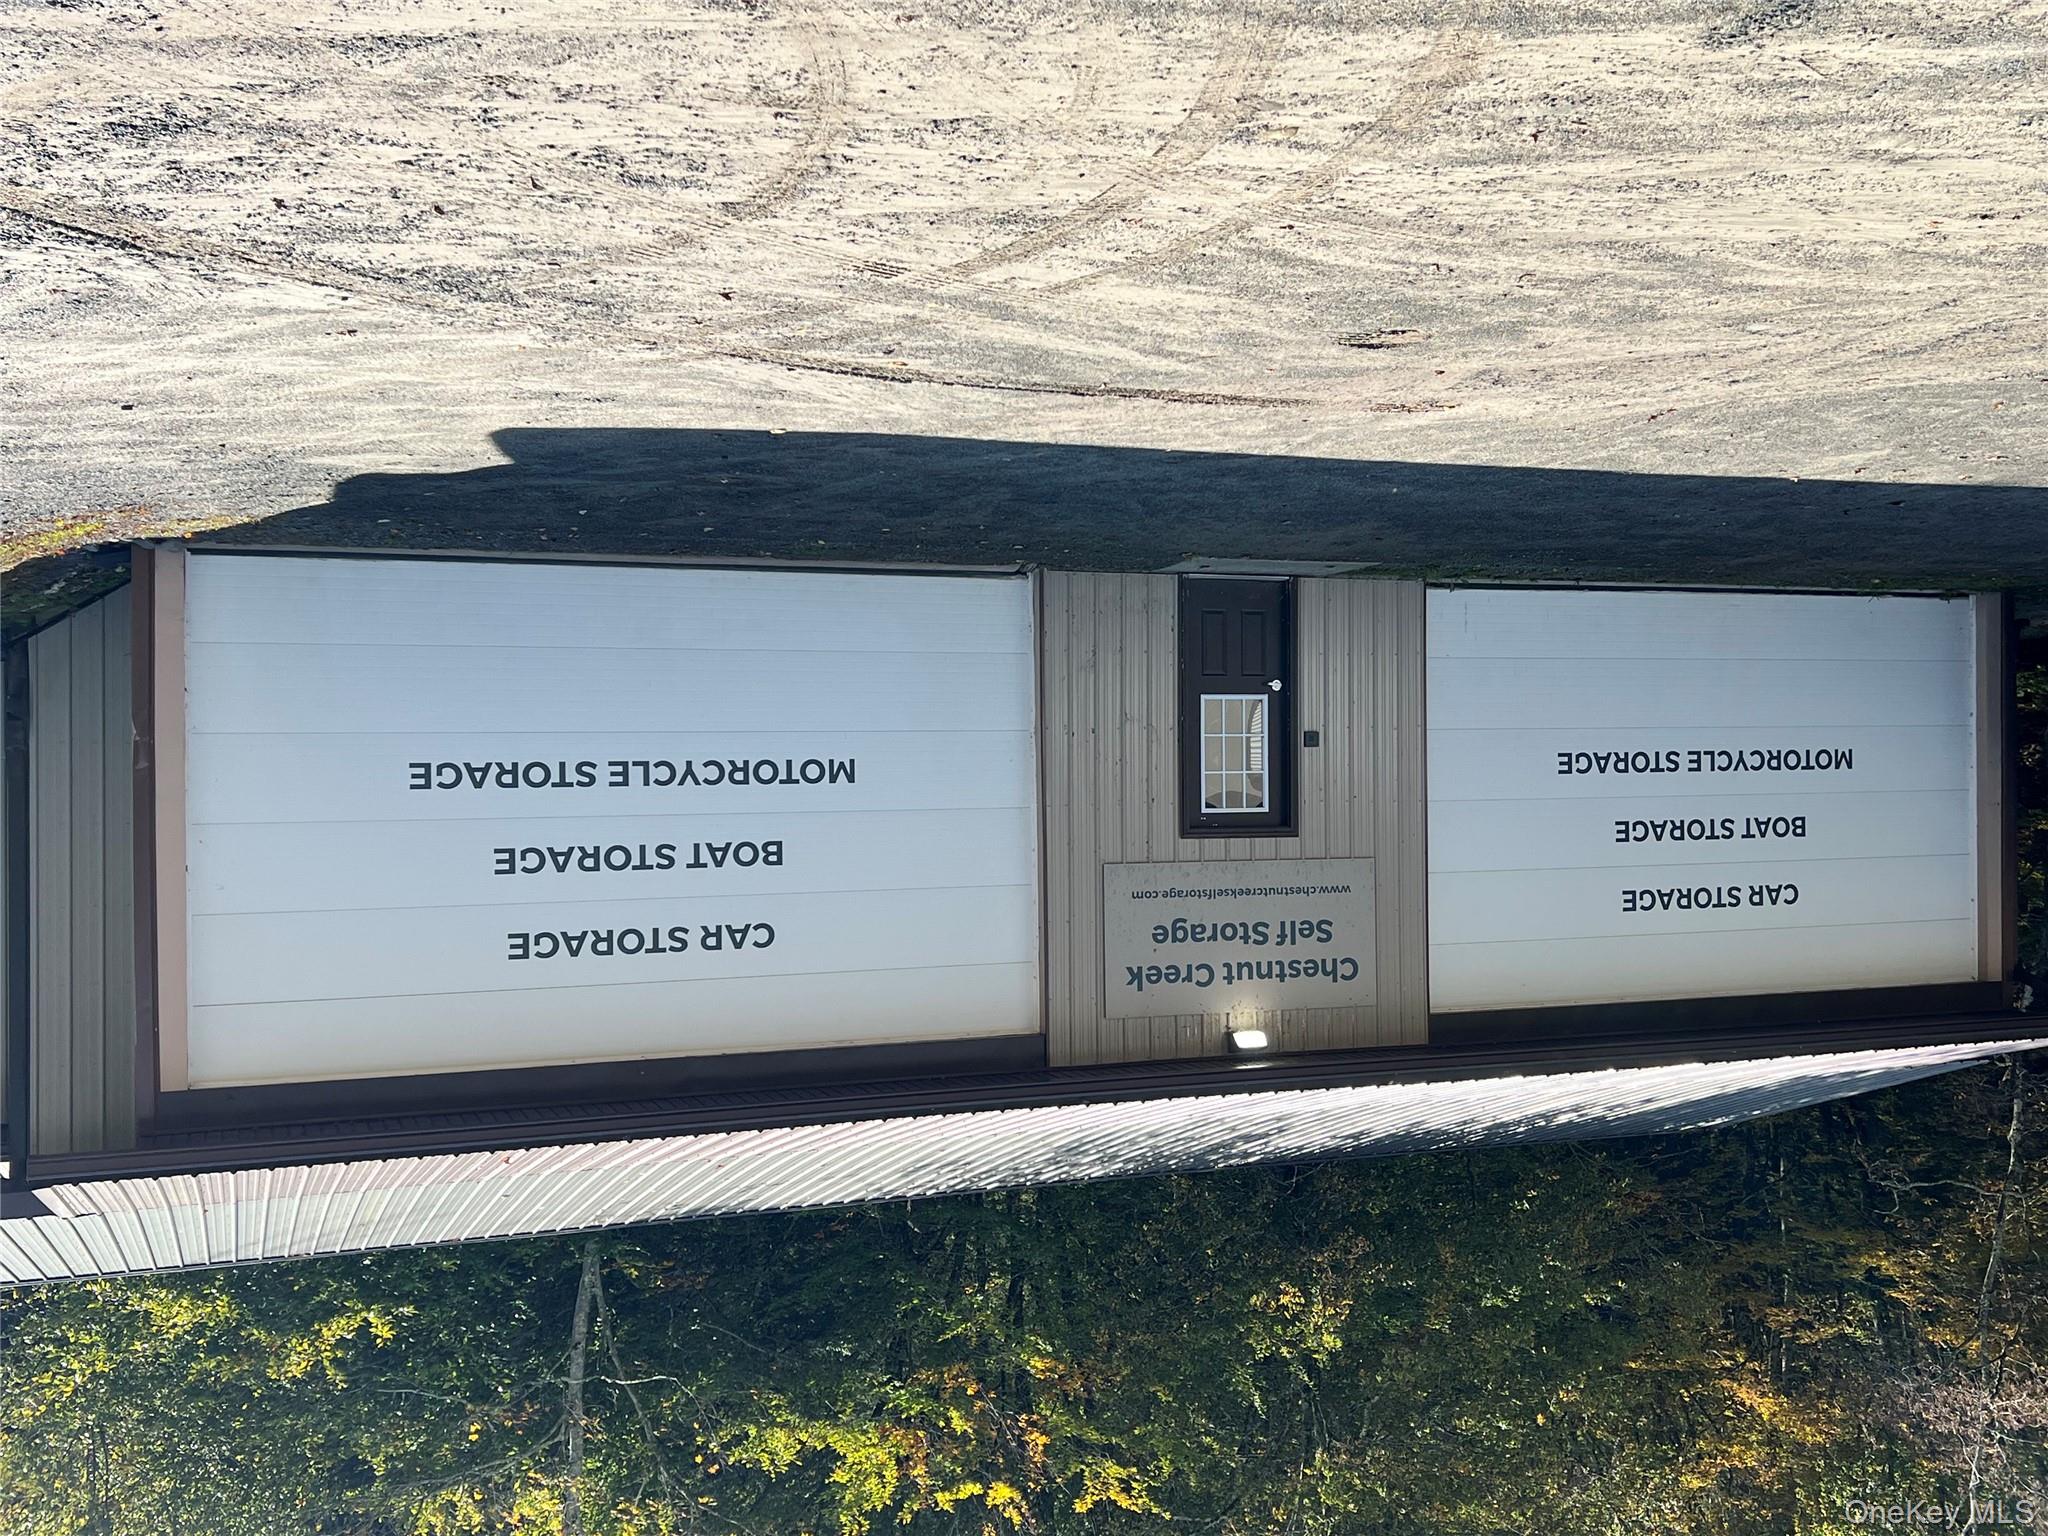 CAR STORAGE
BOAT STORAGE
MOTORCYCLE STORAGE
Chestnut Creek
Self Storage
www.chestnutcreekselfstorage.com
CAR STORAGE
BOAT STORAGE
MOTORCYCLE STORAGE
OneKey MLS